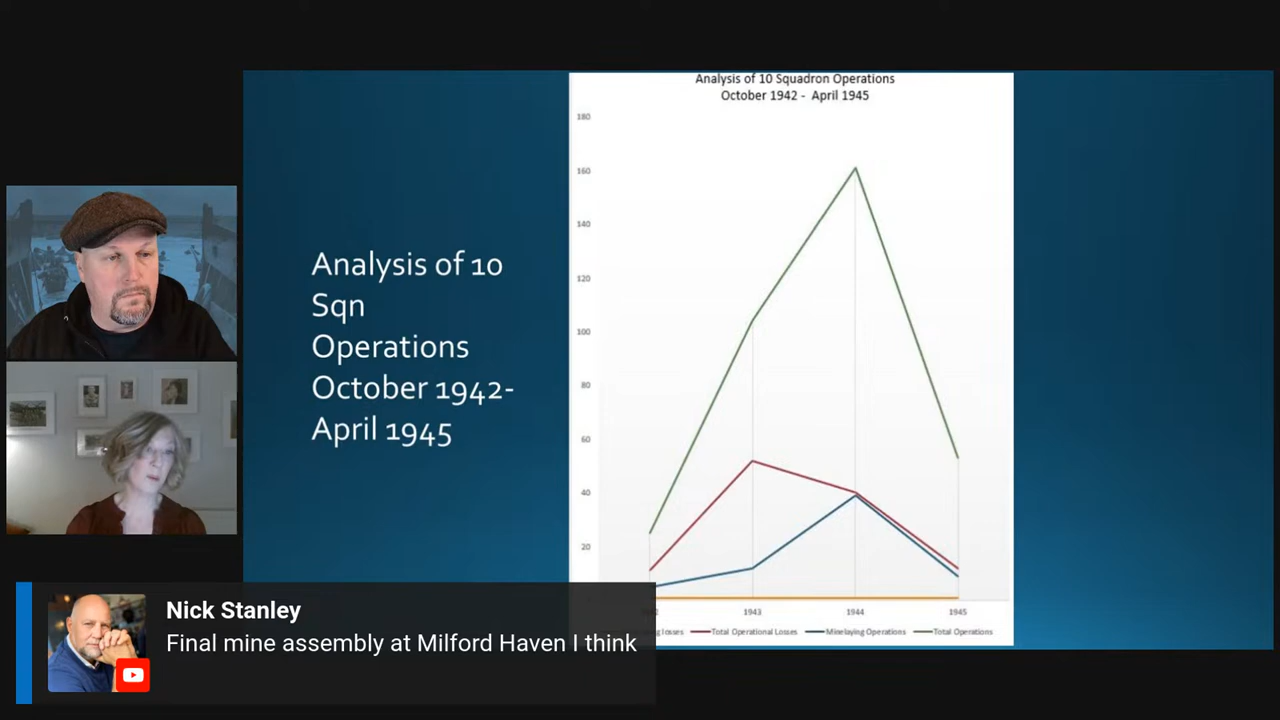 Analysis of 10 Squadron Operations
October 1942 - April 1945
180
160
140
120
100
80
60
40
20
1943
1944
1945
losses
Total Operational Losses
Minelaying Operations
Total Operations
Analysis of 10
Sqn
Operations
October 1942-
April 1945
Nick Stanley
Final mine assembly at Milford Haven I think